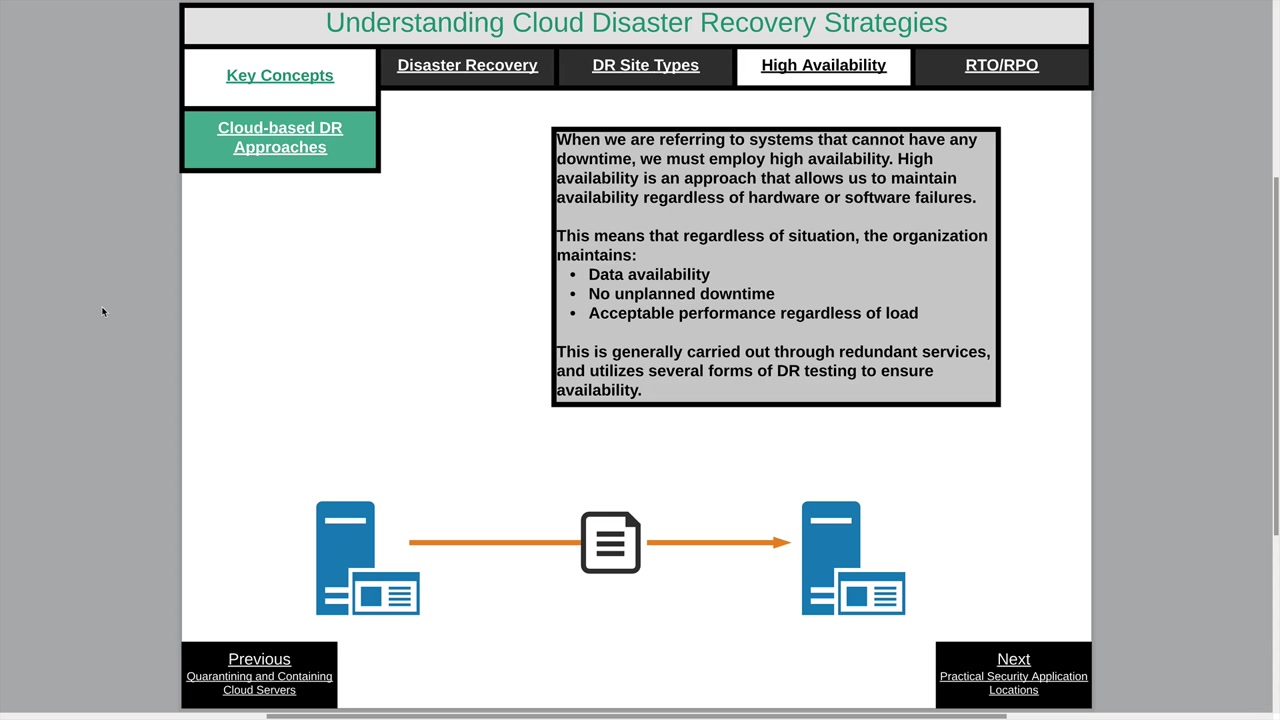 Understanding Cloud Disaster Recovery Strategies
Key Concepts
Disaster Recovery
DR Site Types
High Availability
RTO/RPO
Cloud-based DR
Approaches
When we are referring to systems that cannot have any
downtime, we must employ high availability. High
availability is an approach that allows us to maintain
availability regardless of hardware or software failures.
This means that regardless of situation, the organization
maintains:
• Data availability
• No unplanned downtime
• Acceptable performance regardless of load
This is generally carried out through redundant services,
and utilizes several forms of DR testing to ensure
availability.
Previous
Quarantining and Containing
Cloud Servers
Next
Practical Security Application
Locations